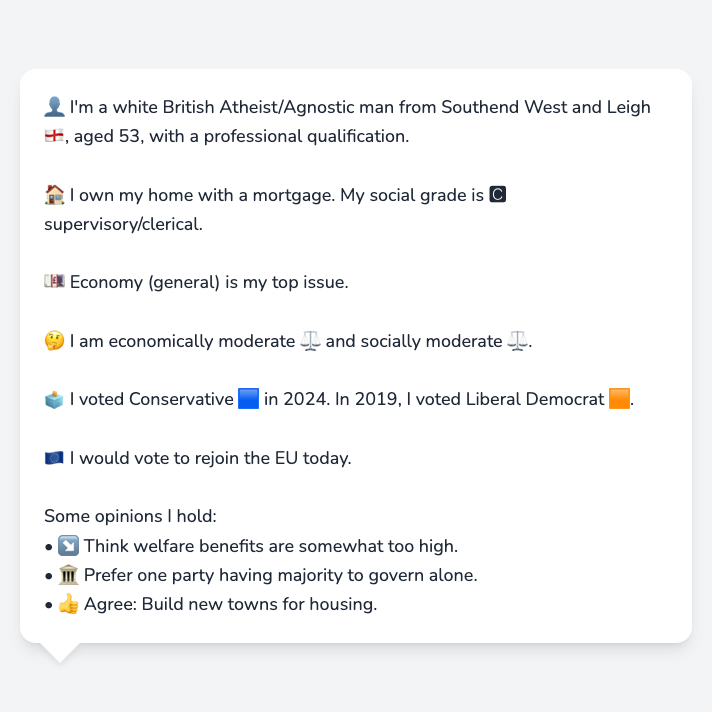 👤 I'm a white British Atheist/Agnostic man from Southend West and Leigh
🏴󠁧󠁢󠁥󠁮󠁧󠁿, aged 53, with a professional qualification.
🏠 I own my home with a mortgage. My social grade is 🅲
supervisory/clerical.
💷 Economy (general) is my top issue.
🤔 I am economically moderate ⚖️ and socially moderate ⚖️.
🗳️ I voted Conservative 🟦 in 2024. In 2019, I voted Liberal Democrat 🟧.
🇪🇺 I would vote to rejoin the EU today.
Some opinions I hold:
• ↘️ Think welfare benefits are somewhat too high.
• 🏛️ Prefer one party having majority to govern alone.
• 👍 Agree: Build new towns for housing.